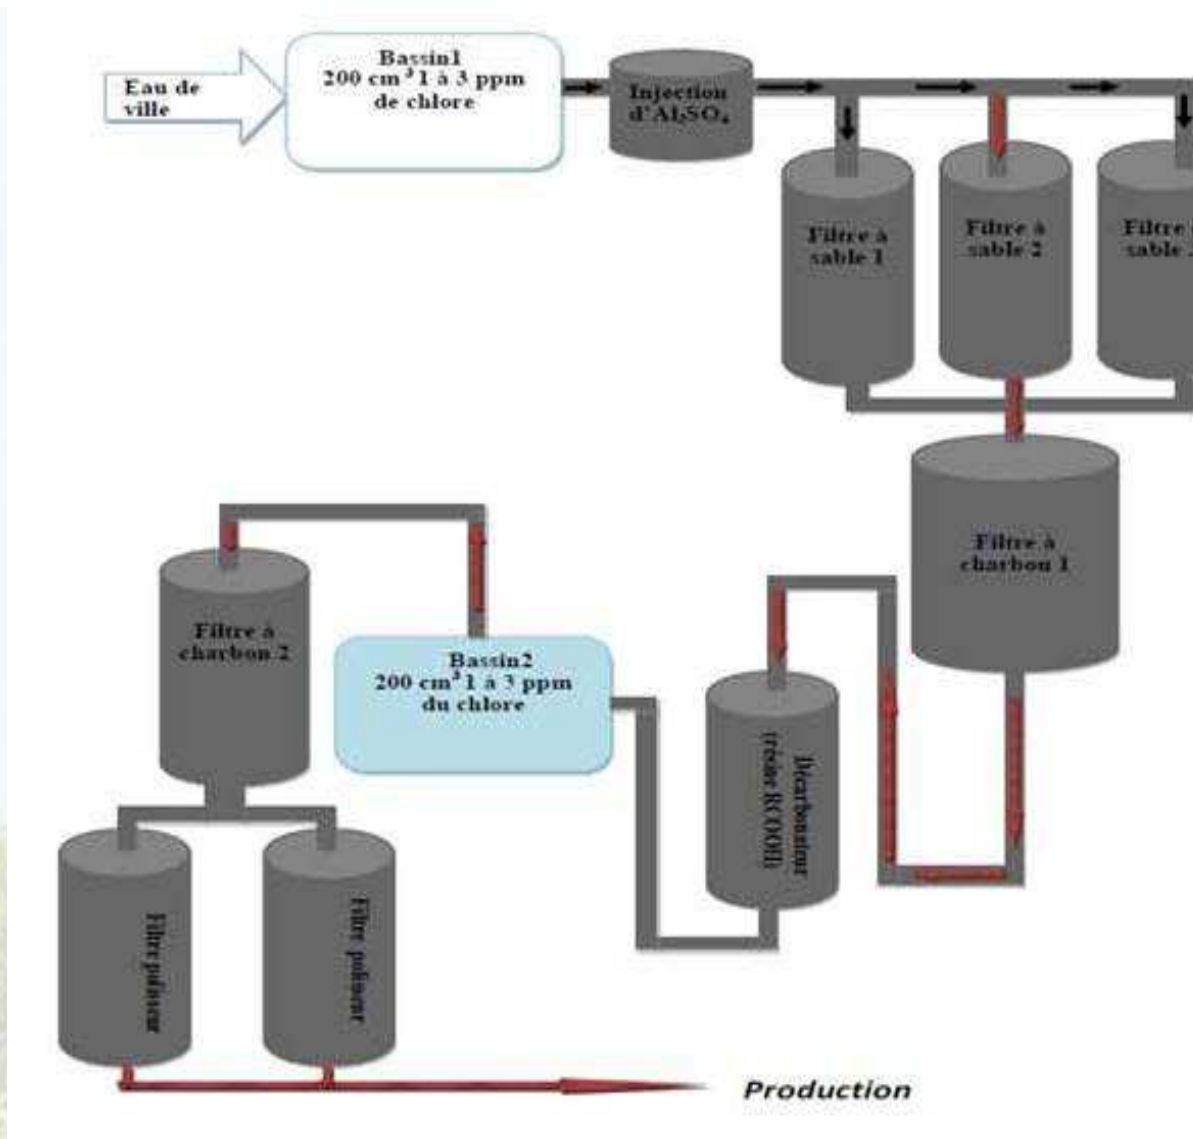 Eau de
ville
Bassin1
200 cm³ 1 à 3 ppm
de chlore
Injection
d'Al₂SO₄
Filtre à
sable 1
Filtre à
sable 2
Filtre
sable
Filtre à
charbon 1
Filtre à
charbon 2
Bassin2
200 cm³ 1 à 3 ppm
du chlore
Décarbonateur
(résine RCOOH)
Filtre polisseur
Filtre polisseur
Production